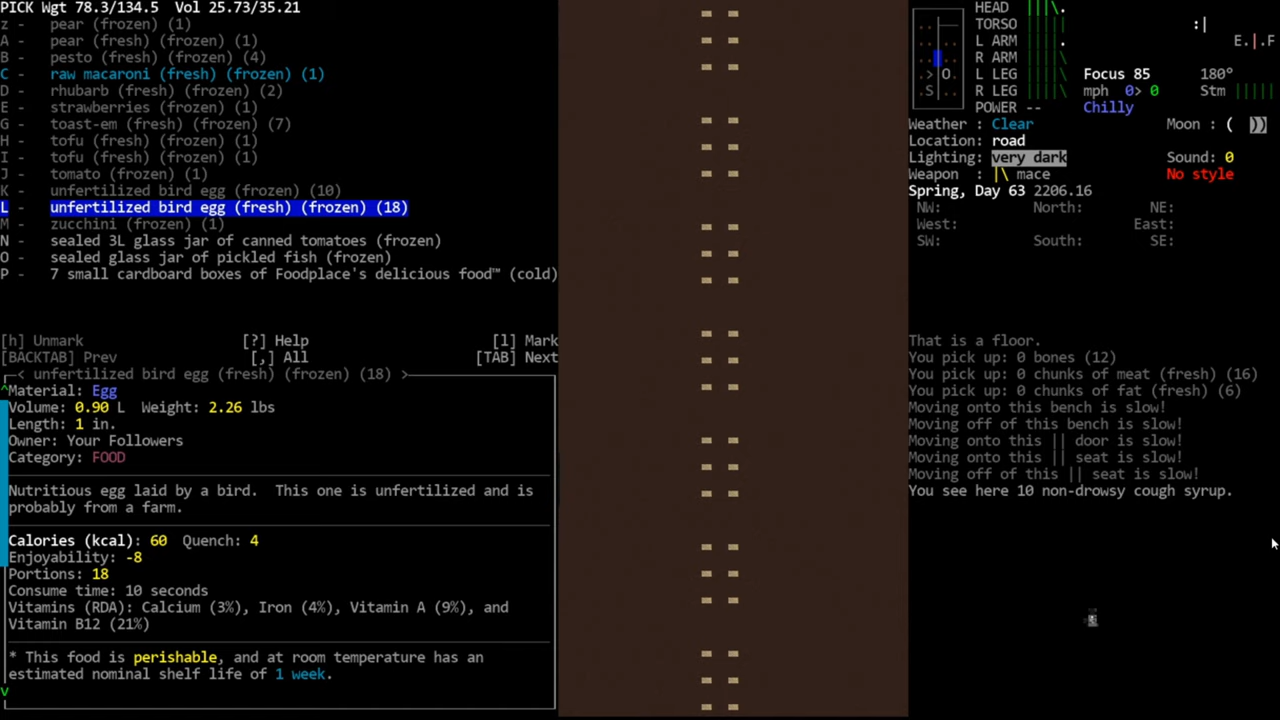 PICK Wgt 78.3/134.5  Vol 25.73/35.21
z - pear (frozen) (1)
A - pear (fresh) (frozen) (1)
B - pesto (frozen) (4)
C - raw macaroni (fresh) (frozen) (1)
D - rhubarb (fresh) (frozen) (2)
E - strawberries (frozen) (1)
G - toast-em (fresh) (frozen) (7)
H - tofu (fresh) (frozen) (1)
I - tofu (fresh) (frozen) (1)
J - tomato (frozen) (1)
K - unfertilized bird egg (frozen) (10)
L - unfertilized bird egg (fresh) (frozen) (18)
M - zucchini (frozen) (1)
N - sealed 3L glass jar of canned tomatoes (frozen)
O - sealed glass jar of pickled fish (frozen)
P - 7 small cardboard boxes of Foodplace's delicious food™ (cold)
[h] Unmark [?] Help [l] Mark
[BACKTAB] Prev [,] All [TAB] Next
< unfertilized bird egg (fresh) (frozen) (18) >
Material: Egg
Volume: 0.90 L  Weight: 2.26 lbs
Length: 1 in.
Owner: Your Followers
Category: FOOD
Nutritious egg laid by a bird.  This one is unfertilized and is
probably from a farm.
Calories (kcal): 60  Quench: 4
Enjoyability: -8
Portions: 18
Consume time: 10 seconds
Vitamins (RDA): Calcium (3%), Iron (4%), Vitamin A (9%), and
Vitamin B12 (21%)
* This food is perishable, and at room temperature has an
estimated nominal shelf life of 1 week.
HEAD |||\.
TORSO ||||| :|
L ARM ||||. E.|.F
R ARM ||||\
L LEG ||||\ Focus 85 180°
R LEG ||||\ mph 0> 0 Stm |||||
POWER -- Chilly
Weather : Clear Moon : ( ))
Location: road
Lighting: very dark Sound: 0
Weapon : |\ mace No style
Spring, Day 63 2206.16
NW: North: NE:
West: East:
SW: South: SE:
That is a floor.
You pick up: 0 bones (12)
You pick up: 0 chunks of meat (fresh) (16)
You pick up: 0 chunks of fat (fresh) (6)
Moving onto this bench is slow!
Moving off of this bench is slow!
Moving onto this || door is slow!
Moving onto this || seat is slow!
Moving off of this || seat is slow!
You see here 10 non-drowsy cough syrup.